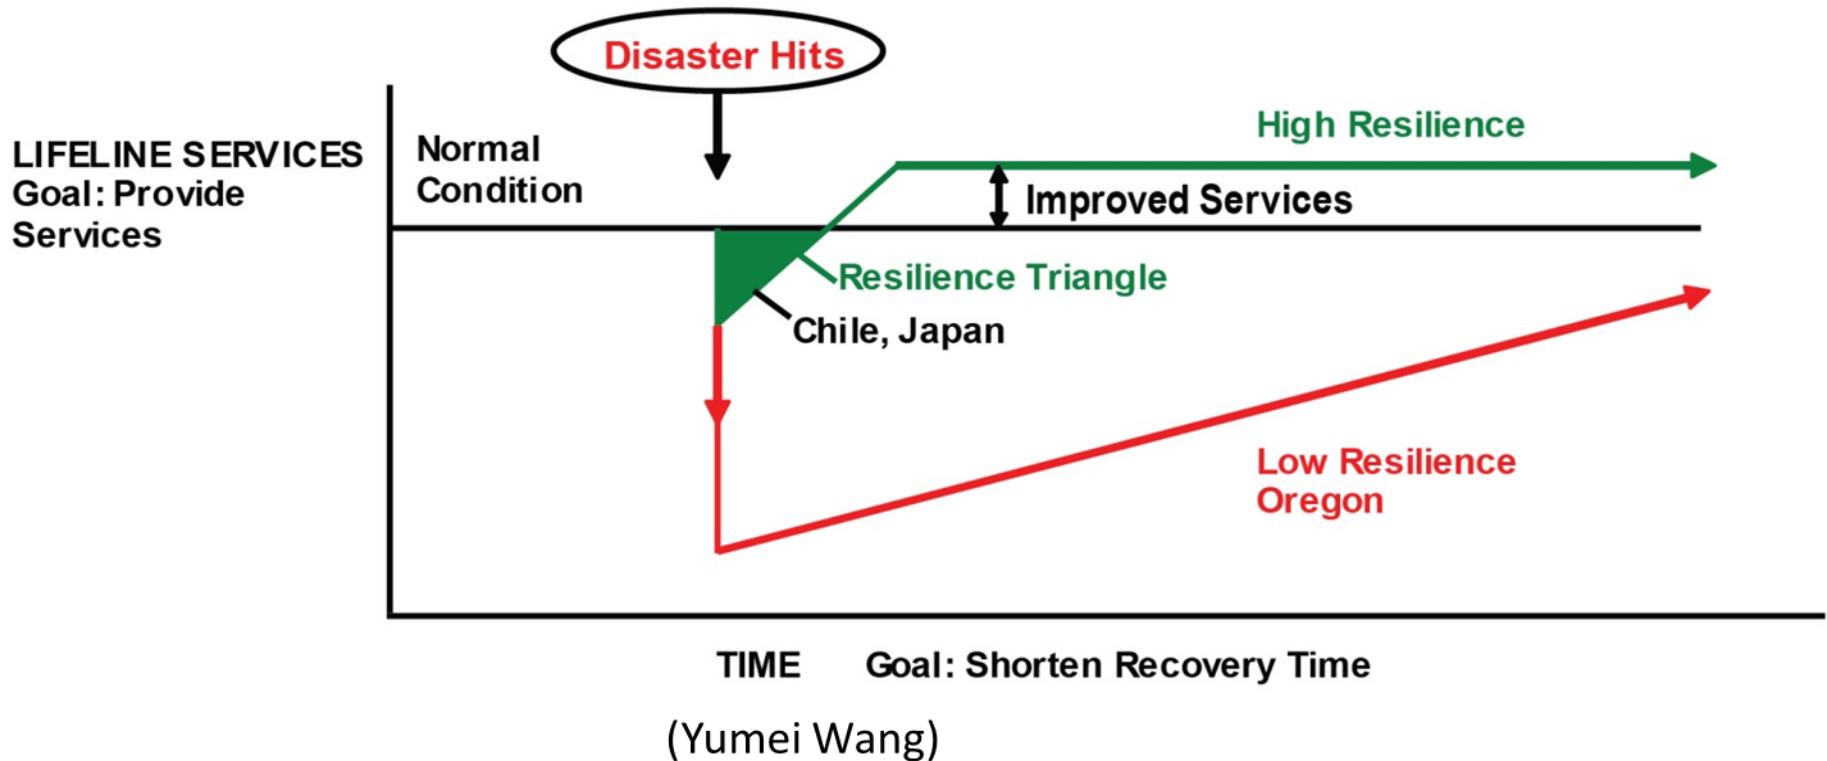 Disaster Hits
LIFELINE SERVICES
Goal: Provide
Services
Normal
Condition
High Resilience
Improved Services
Resilience Triangle
Chile, Japan
Low Resilience
Oregon
TIME Goal: Shorten Recovery Time
(Yumei Wang)